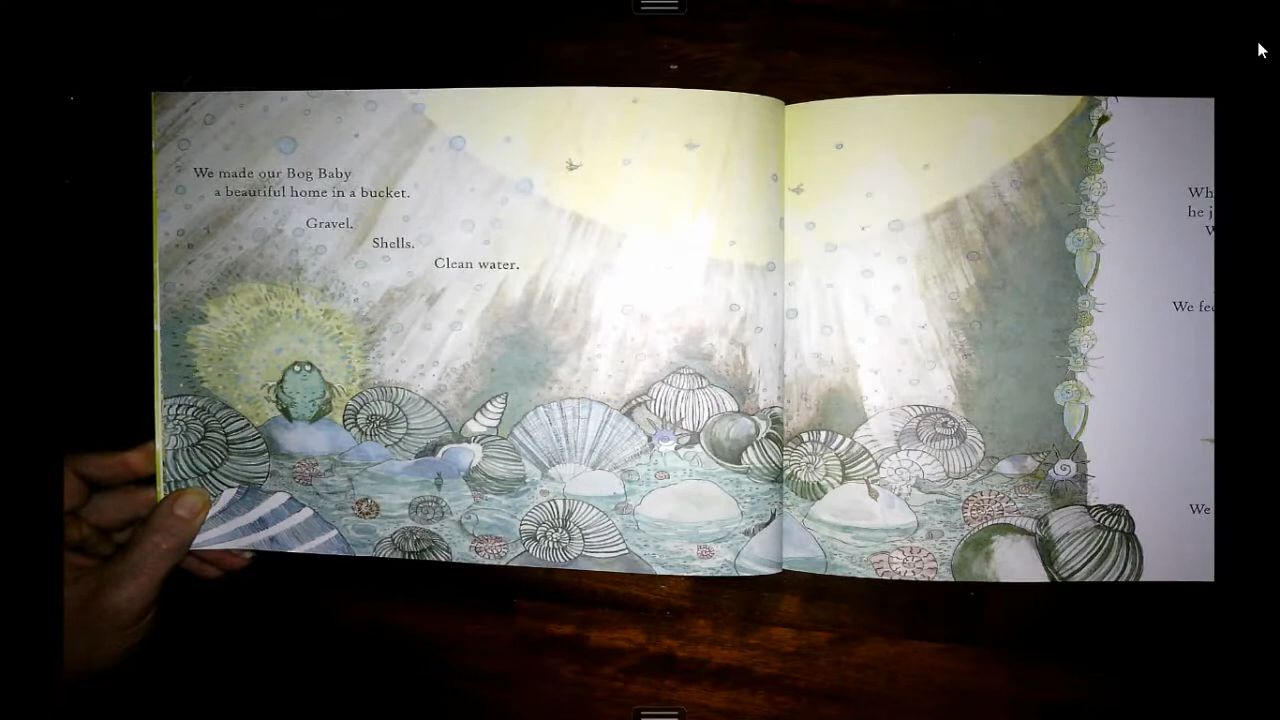 We made our Bog Baby
a beautiful home in a bucket.
Gravel.
Shells.
Clean water.
We